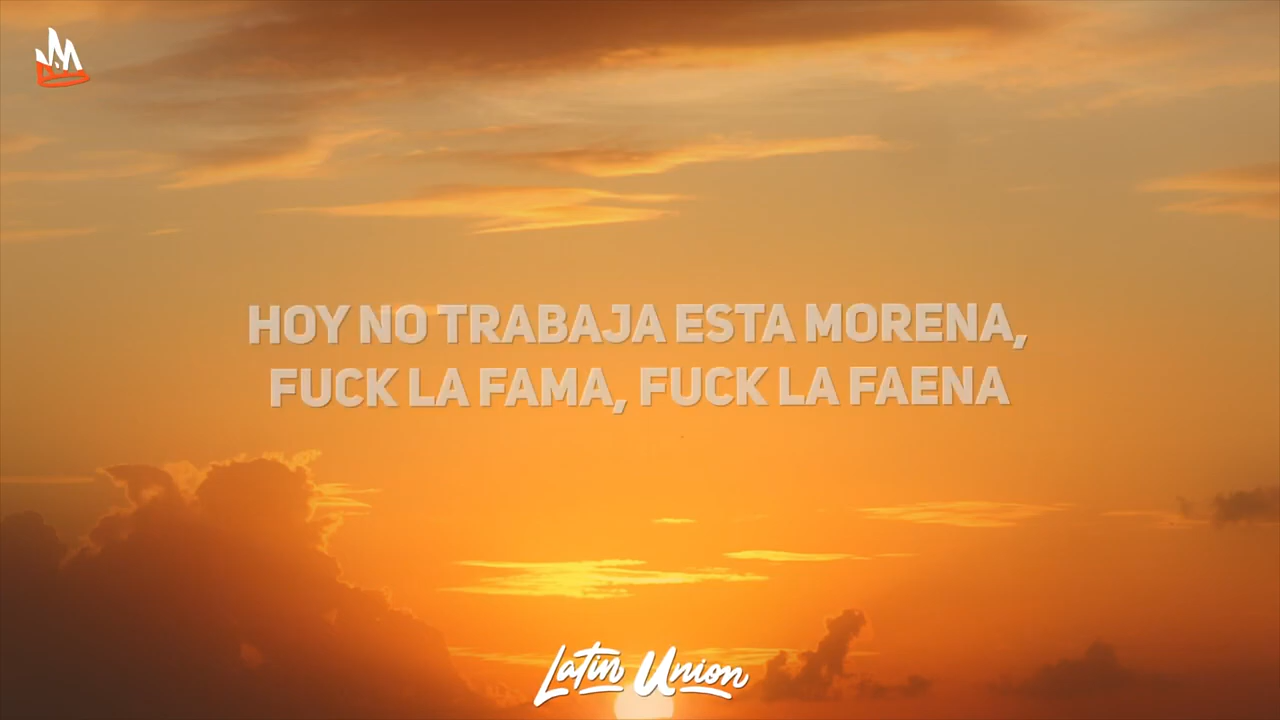 HOY NO TRABAJA ESTA MORENA,
FUCK LA FAMA, FUCK LA FAENA
Latin Union